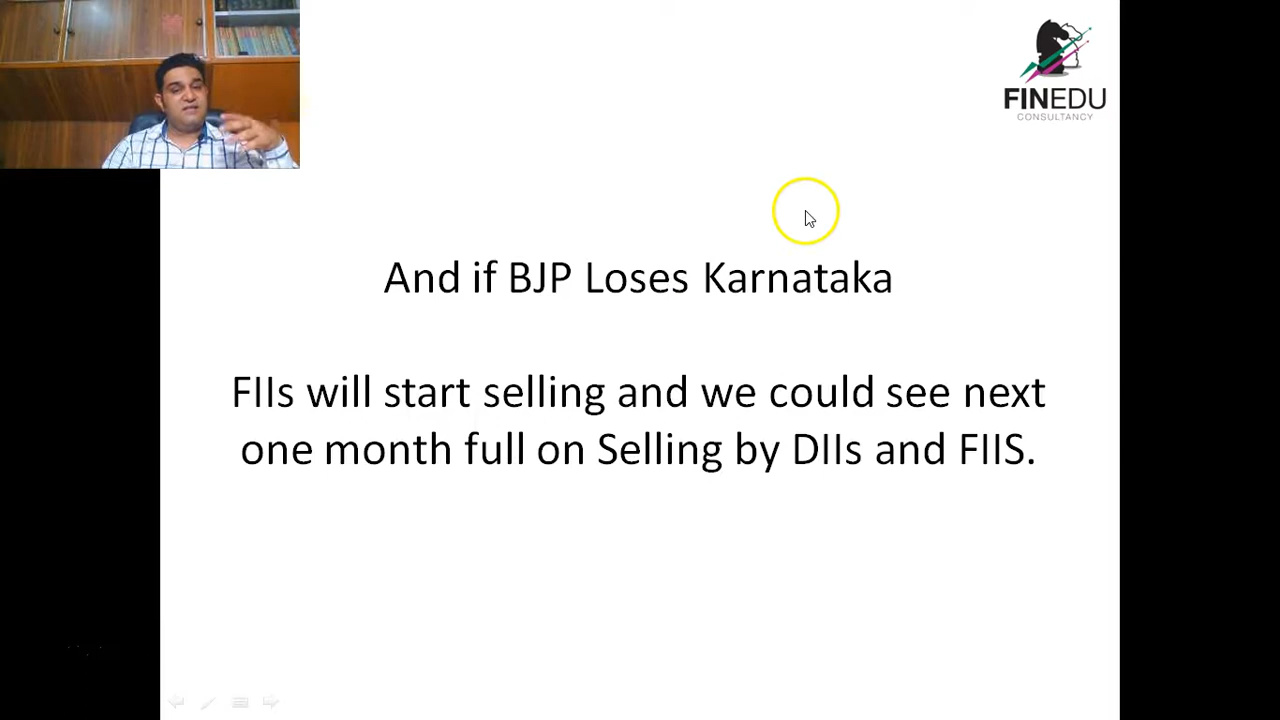 FINEDU
CONSULTANCY
And if BJP Loses Karnataka
FIIs will start selling and we could see next
one month full on Selling by DIIs and FIIS.